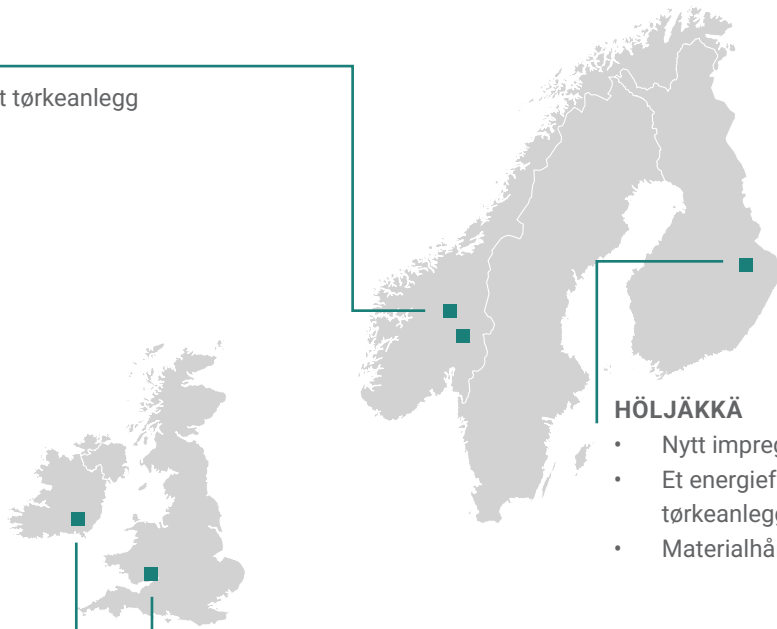 t tørkeanlegg
HÖLJÄKKÄ
• Nytt impreg
• Et energief
tørkeanlegg
• Materialhå